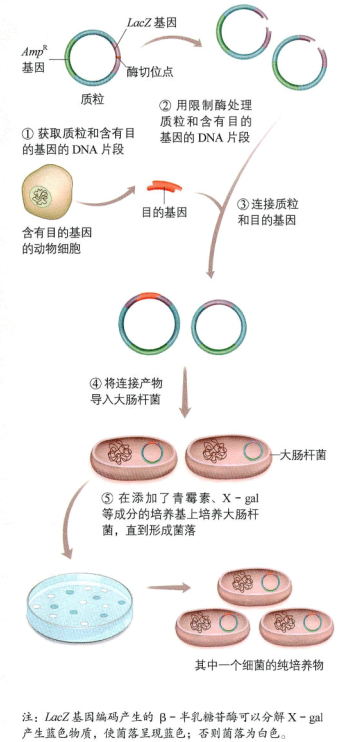 LacZ 基因
Amp^R
基因
酶切位点
质粒
② 用限制酶处理
质粒和含有目的
基因的 DNA 片段
① 获取质粒和含有目
的基因的 DNA 片段
目的基因
③ 连接质粒
和目的基因
含有目的基因
的动物细胞
④ 将连接产物
导入大肠杆菌
大肠杆菌
⑤ 在添加了青霉素、X－gal
等成分的培养基上培养大肠杆
菌，直到形成菌落
其中一个细菌的纯培养物
注：LacZ 基因编码产生的 β－半乳糖苷酶可以分解 X－gal
产生蓝色物质，使菌落呈现蓝色；否则菌落为白色。